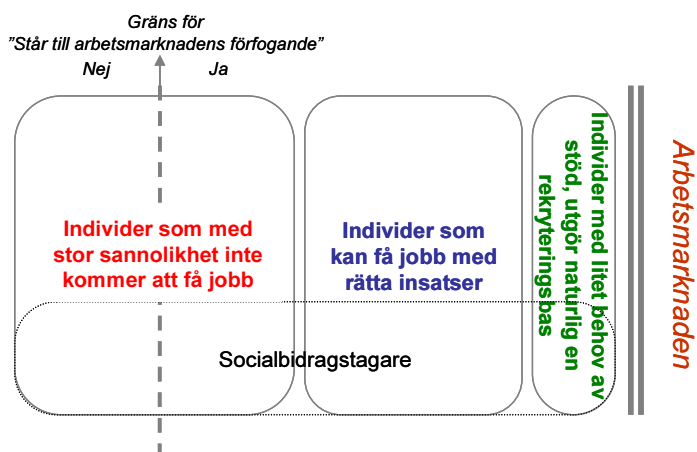 Gräns för
”Står till arbetsmarknadens förfogande”
Nej Ja
Individer som med
stor sannolikhet inte
kommer att få jobb
Individer som
kan få jobb med
rätta insatser
Individer med litet behov av
stöd, utgör naturlig en
rekryteringsbas
Arbetsmarknaden
Socialbidragstagare